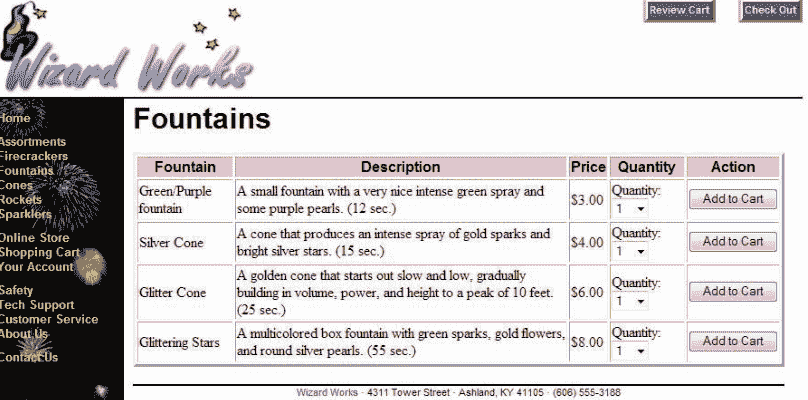 Review Cart Check Out
Wizard Works
Home
Assortments
Firecrackers
Fountains
Cones
Rockets
Sparklers
Online Store
Shopping Cart
Your Account
Safety
Tech Support
Customer Service
About Us
Contact Us
Fountains
Fountain Description Price Quantity Action
Green/Purple
fountain
A small fountain with a very nice intense green spray and
some purple pearls. (12 sec.)
$3.00
Quantity:
1
Add to Cart
Silver Cone
A cone that produces an intense spray of gold sparks and
bright silver stars. (15 sec.)
$4.00
Quantity:
1
Add to Cart
Glitter Cone
A golden cone that starts out slow and low, gradually
building in volume, power, and height to a peak of 10 feet.
(25 sec.)
$6.00
Quantity:
1
Add to Cart
Glittering Stars
A multicolored box fountain with green sparks, gold flowers,
and round silver pearls. (55 sec.)
$8.00
Quantity:
1
Add to Cart
Wizard Works · 4311 Tower Street · Ashland, KY 41105 · (606) 555-3188